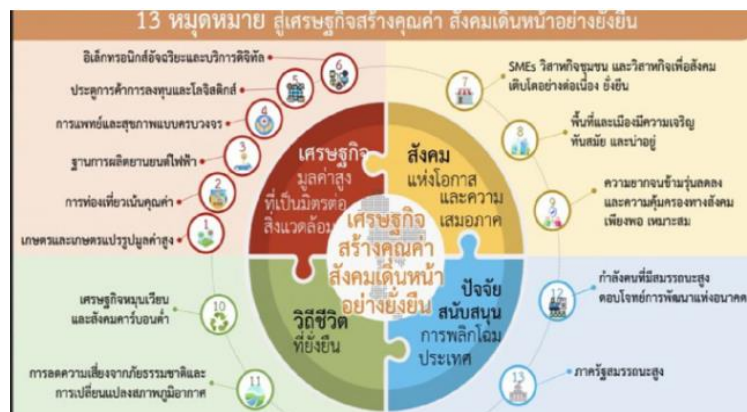 13 หมุดหมาย สู่เศรษฐกิจสร้างคุณค่า สังคมเดินหน้าอย่างยั่งยืน
อิเล็กทรอนิกส์อัจฉริยะและบริการดิจิทัล
6
ประตูการค้าการลงทุนและโลจิสติกส์
5
การแพทย์และสุขภาพแบบครบวงจร
4
ฐานการผลิตยานยนต์ไฟฟ้า
3
การท่องเที่ยวเน้นคุณค่า
2
เกษตรและเกษตรแปรรูปมูลค่าสูง
1
เศรษฐกิจ
มูลค่าสูง
ที่เป็นมิตรต่อ
สิ่งแวดล้อม
สังคม
แห่งโอกาส
และความ
เสมอภาค
7
SMEs วิสาหกิจชุมชน และวิสาหกิจเพื่อสังคม
เติบโตอย่างต่อเนื่อง ยั่งยืน
8
พื้นที่และเมืองมีความเจริญ
ทันสมัย และน่าอยู่
9
ความยากจนข้ามรุ่นลดลง
และความคุ้มครองทางสังคม
เพียงพอ เหมาะสม
เศรษฐกิจ
สร้างคุณค่า
สังคมเดินหน้า
อย่างยั่งยืน
เศรษฐกิจหมุนเวียน
และสังคมคาร์บอนต่ำ
10
การลดความเสี่ยงจากภัยธรรมชาติและ
การเปลี่ยนแปลงสภาพภูมิอากาศ
11
วิถีชีวิต
ที่ยั่งยืน
ปัจจัย
สนับสนุน
การพลิกโฉม
ประเทศ
12
กำลังคนที่มีสมรรถนะสูง
ตอบโจทย์การพัฒนาแห่งอนาคต
13
ภาครัฐสมรรถนะสูง